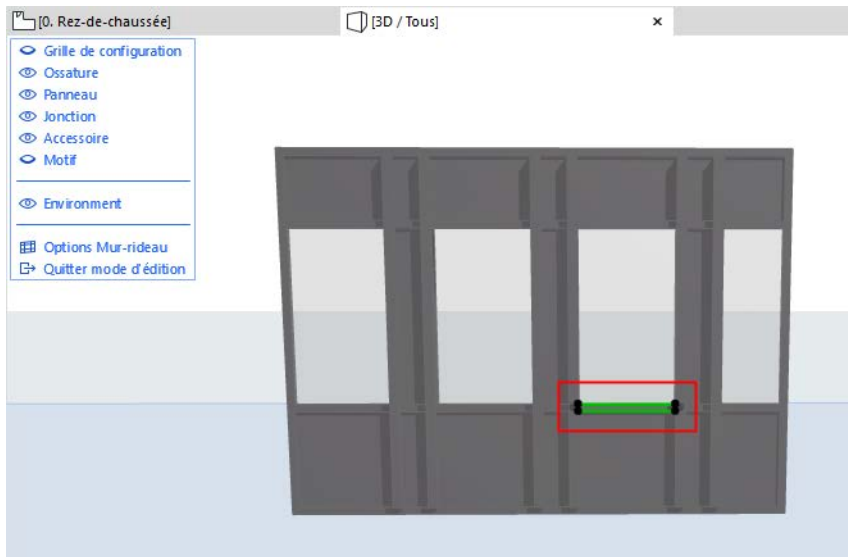 [0. Rez-de-chaussée]
[3D / Tous]
Grille de configuration
Ossature
Panneau
Jonction
Accessoire
Motif
Environment
Options Mur-rideau
Quitter mode d'édition